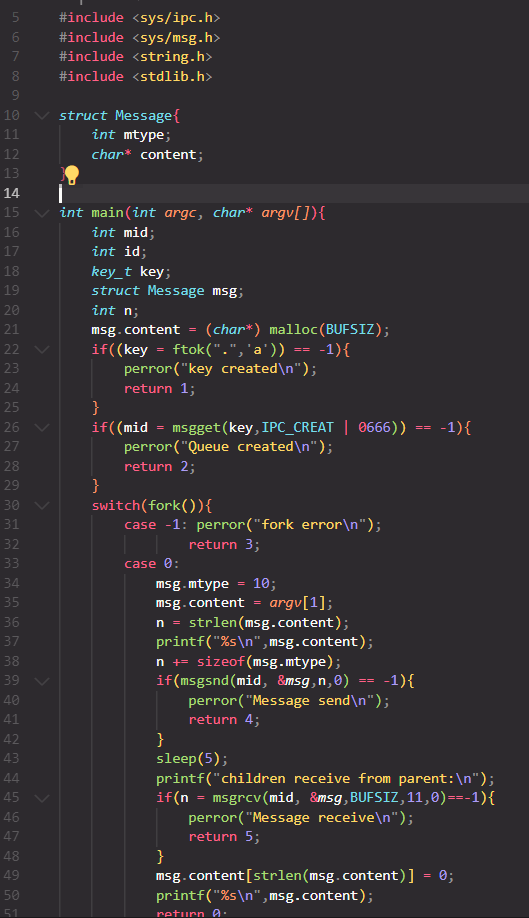 5 #include <sys/ipc.h>
6 #include <sys/msg.h>
7 #include <string.h>
8 #include <stdlib.h>
9
10 struct Message{
11 int mtype;
12 char* content;
13 }
14
15 int main(int argc, char* argv[]){
16 int mid;
17 int id;
18 key_t key;
19 struct Message msg;
20 int n;
21 msg.content = (char*) malloc(BUFSIZ);
22 if((key = ftok(".",'a')) == -1){
23 perror("key created\n");
24 return 1;
25 }
26 if((mid = msgget(key,IPC_CREAT | 0666)) == -1){
27 perror("Queue created\n");
28 return 2;
29 }
30 switch(fork()){
31 case -1: perror("fork error\n");
32 return 3;
33 case 0:
34 msg.mtype = 10;
35 msg.content = argv[1];
36 n = strlen(msg.content);
37 printf("%s\n",msg.content);
38 n += sizeof(msg.mtype);
39 if(msgsnd(mid, &msg,n,0) == -1){
40 perror("Message send\n");
41 return 4;
42 }
43 sleep(5);
44 printf("children receive from parent:\n");
45 if(n = msgrcv(mid, &msg,BUFSIZ,11,0)==-1){
46 perror("Message receive\n");
47 return 5;
48 }
49 msg.content[strlen(msg.content)] = 0;
50 printf("%s\n",msg.content);
51 return 0;